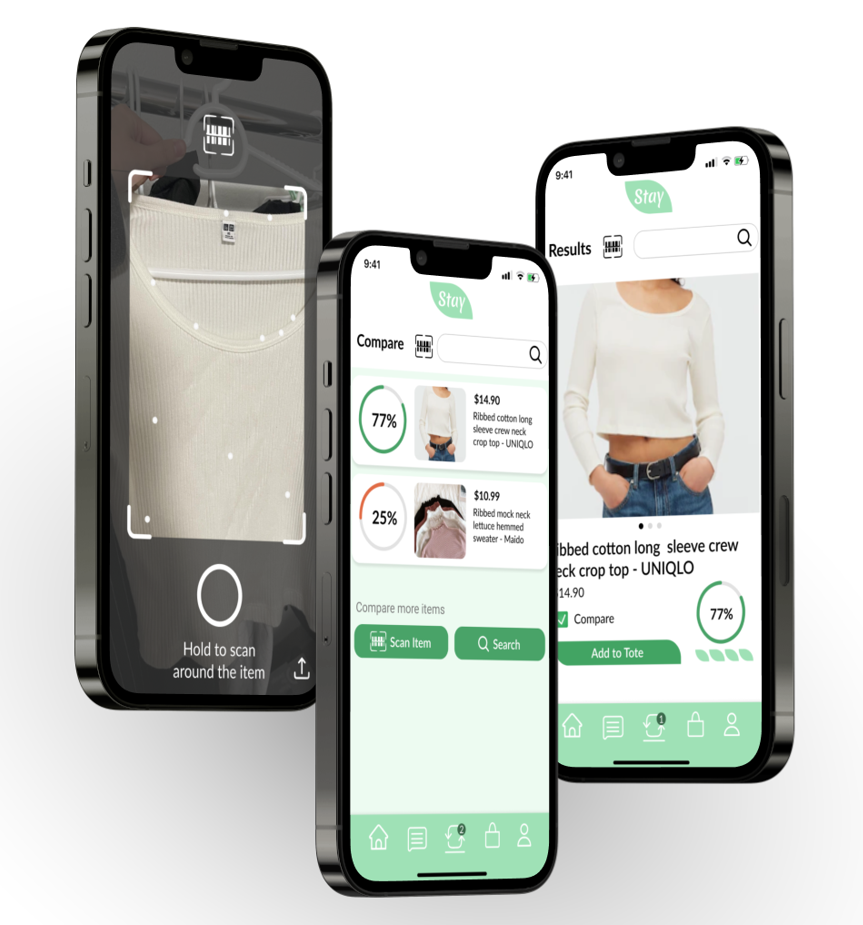 Hold to scan
around the item
9:41
Stay
Compare
77%
$14.90
Ribbed cotton long
sleeve crew neck
crop top - UNIQLO
25%
$10.99
Ribbed mock neck
lettuce hemmed
sweater - Maido
Compare more items
Scan Item
Search
2
9:41
Stay
Results
ibbed cotton long sleeve crew
eck crop top - UNIQLO
14.90
Compare
77%
Add to Tote
1